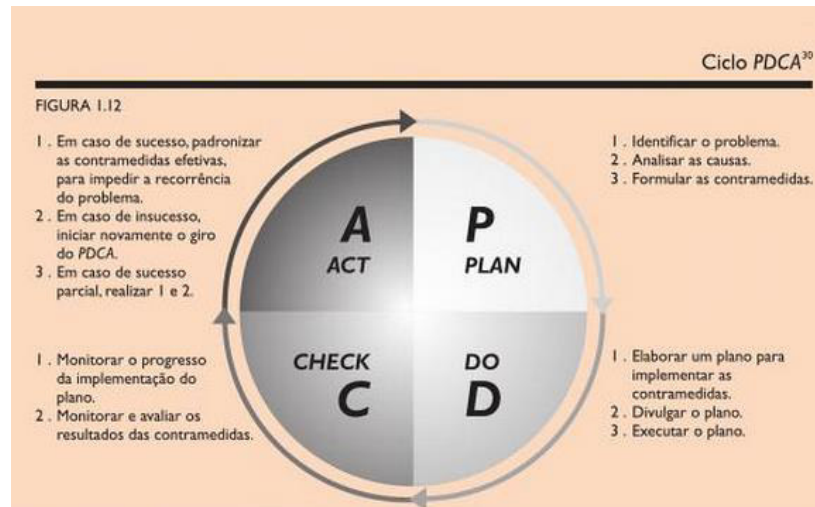 Ciclo PDCA³⁰
FIGURA 1.12
1 . Em caso de sucesso, padronizar
as contramedidas efetivas,
para impedir a recorrência
do problema.
2 . Em caso de insucesso,
iniciar novamente o giro
do PDCA.
3 . Em caso de sucesso
parcial, realizar 1 e 2.
A
ACT
P
PLAN
1 . Identificar o problema.
2 . Analisar as causas.
3 . Formular as contramedidas.
1 . Monitorar o progresso
da implementação do
plano.
2 . Monitorar e avaliar os
resultados das contramedidas.
CHECK
C
DO
D
1 . Elaborar um plano para
implementar as
contramedidas.
2 . Divulgar o plano.
3 . Executar o plano.